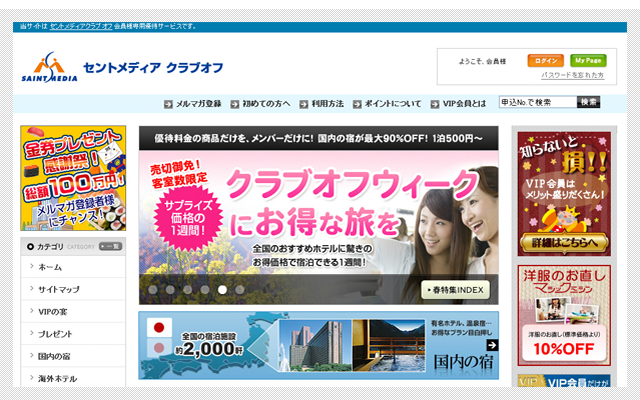 当サイトは セントメディアクラブ オフ 会員様専用優待サービスです。
SAINT MEDIA
セントメディア クラブオフ
ようこそ、会員様
ログイン
My Page
パスワードを忘れた方
メルマガ登録
初めての方へ
利用方法
ポイントについて
VIP会員とは
申込No.で検索
検索
金券プレゼント
感謝祭！
総額100万円！
メルマガ登録者様
にチャンス！
カテゴリ CATEGORY 一覧
ホーム
サイトマップ
VIPの宴
プレゼント
国内の宿
海外ホテル
優待料金の商品だけを、メンバーだけに！ 国内の宿が最大90%OFF！ 1泊500円～
売切御免！
客室数限定
サプライズ
価格の
1週間！
クラブオフウィーク
にお得な旅を
全国のおすすめホテルに驚きの
お得価格で宿泊できる1週間！
春特集INDEX
全国の宿泊施設
約2,000軒
有名ホテル、温泉宿…
お得なプラン目白押し
国内の宿
知らないと
損!!
VIP会員は
メリット盛りだくさん！
詳細はこちらへ
洋服のお直し
マジックミシン
洋服のお直し(標準価格より)
10%OFF
VIP VIP会員だけが